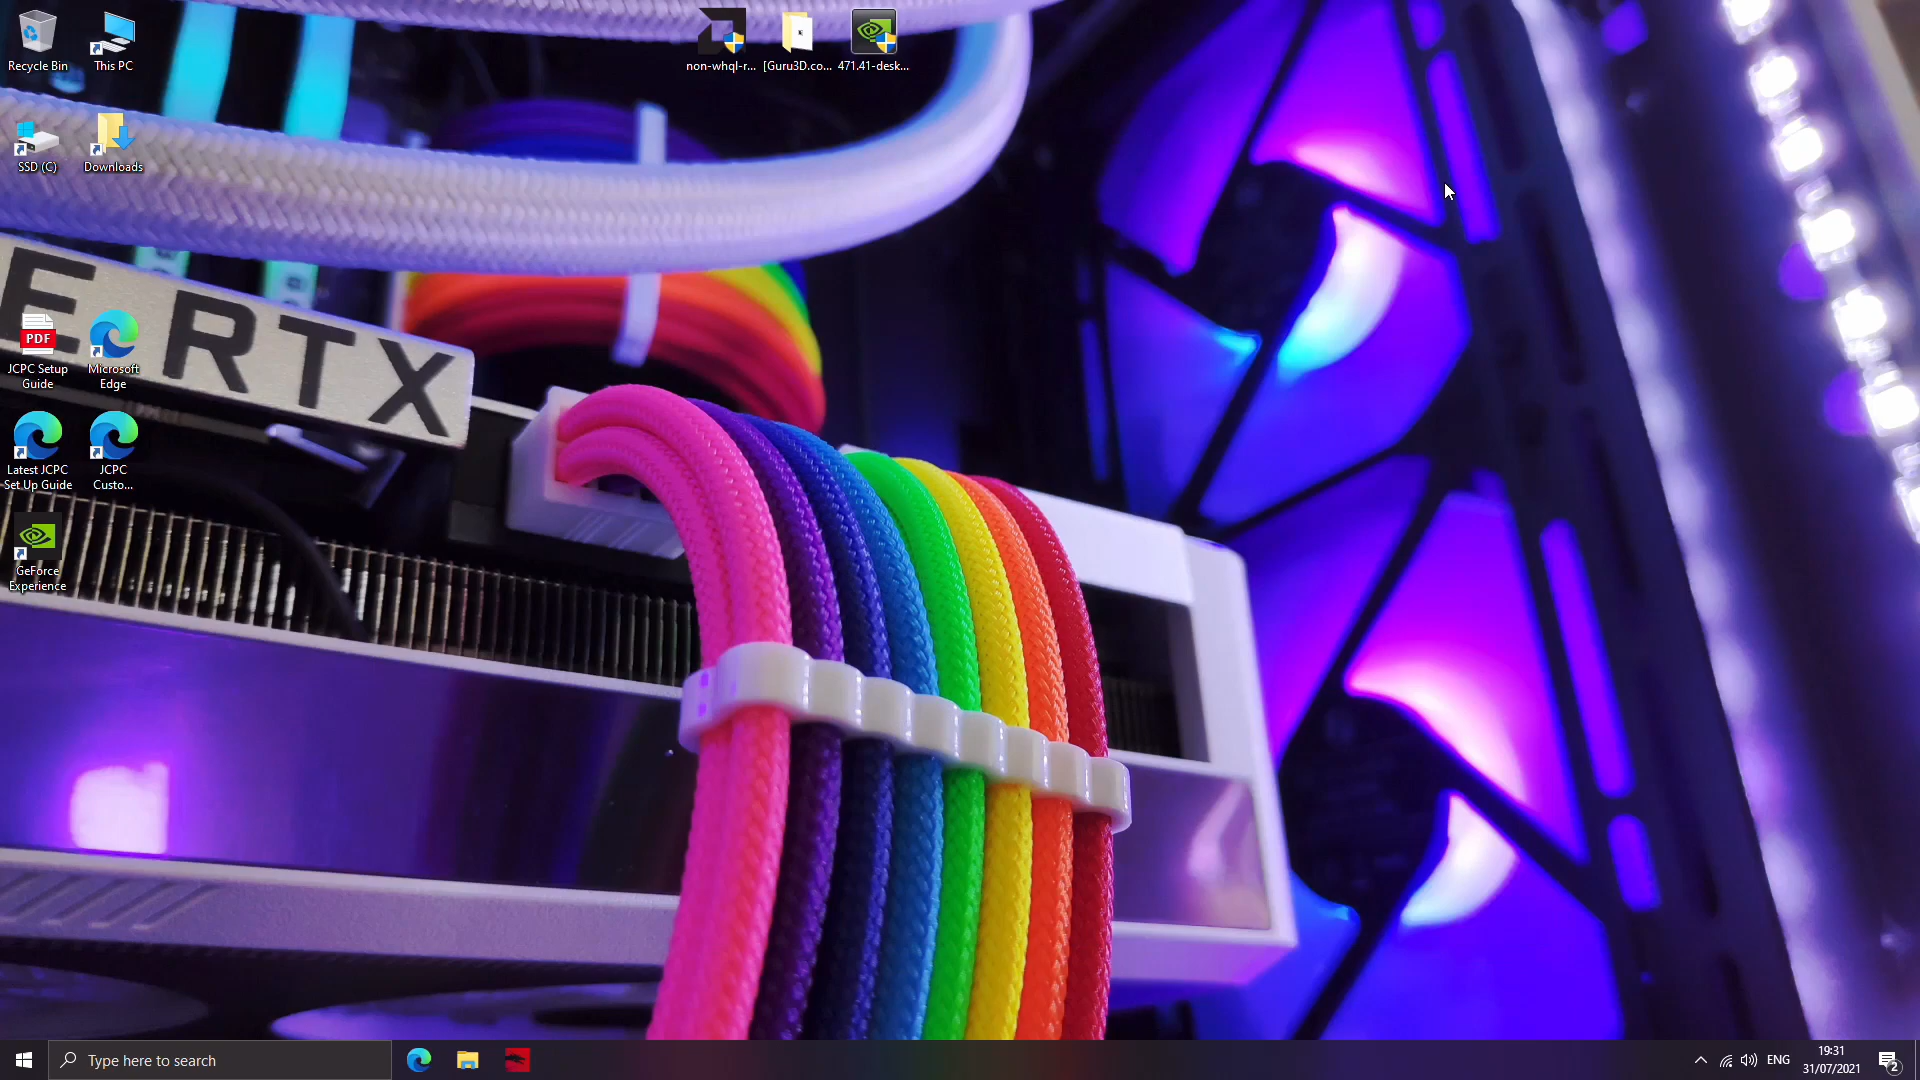 Recycle Bin
This PC
non-whql-r...
[Guru3D.co...
471.41-desk...
SSD (C)
Downloads
E RTX
PDF
JCPC Setup
Guide
Microsoft
Edge
Latest JCPC
Set Up Guide
JCPC
Custo...
GeForce
Experience
Type here to search
ENG
19:31
31/07/2021
2